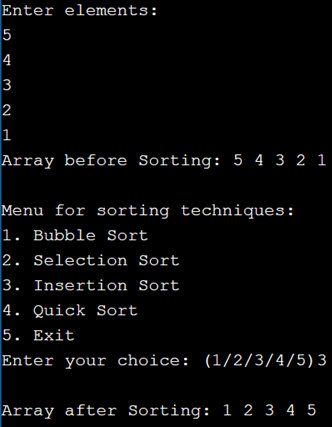 Enter elements:
5
4
3
2
1
Array before Sorting: 5 4 3 2 1
Menu for sorting techniques:
1. Bubble Sort
2. Selection Sort
3. Insertion Sort
4. Quick Sort
5. Exit
Enter your choice: (1/2/3/4/5)3
Array after Sorting: 1 2 3 4 5